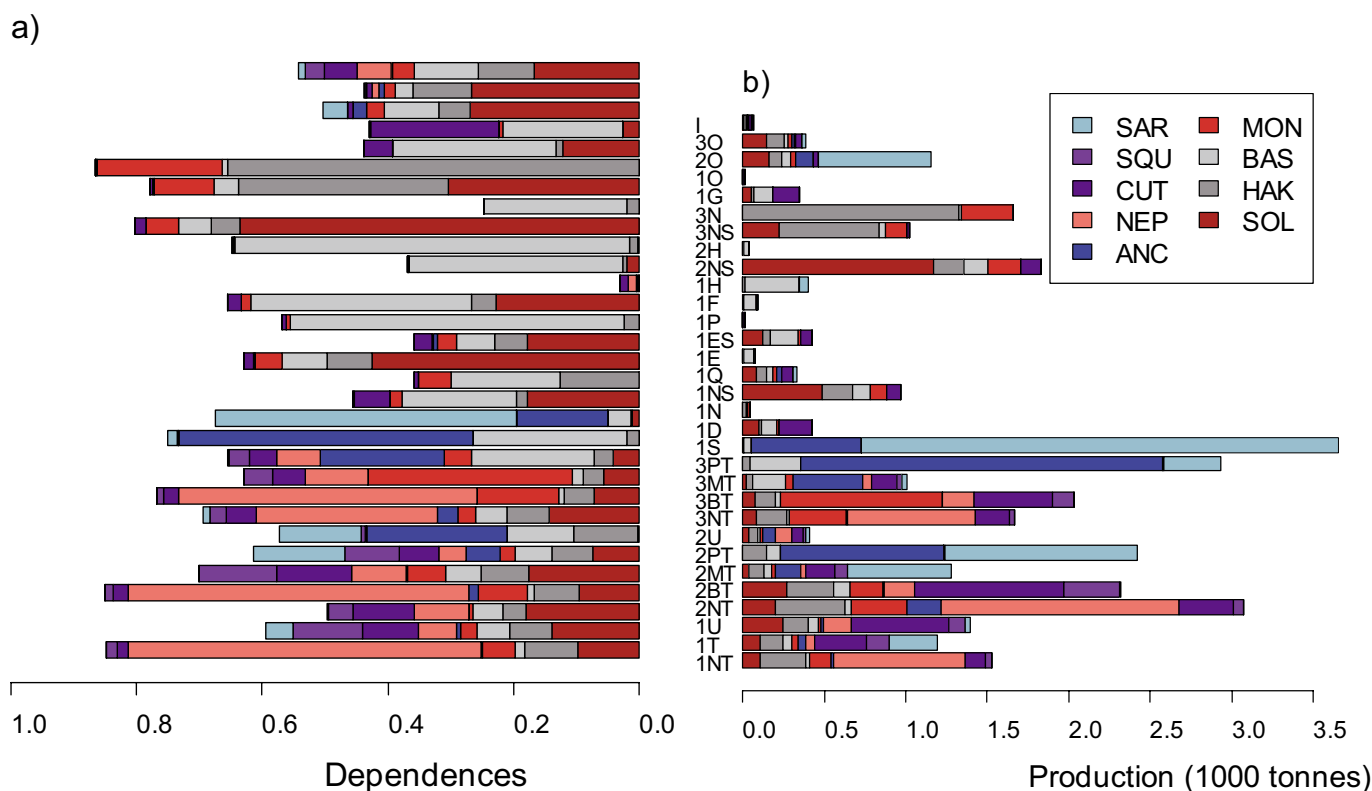 a)
1.0 0.8 0.6 0.4 0.2 0.0
Dependences
b)
I
3O
2O
1O
1G
3N
3NS
2H
2NS
1H
1F
1P
1ES
1E
1Q
1NS
1N
1D
1S
3PT
3MT
3BT
3NT
2U
2PT
2MT
2BT
2NT
1U
1T
1NT
SAR MON
SQU BAS
CUT HAK
NEP SOL
ANC
0.0 0.5 1.0 1.5 2.0 2.5 3.0 3.5
Production (1000 tonnes)